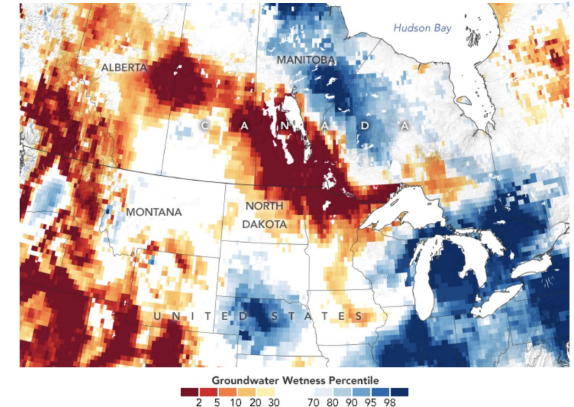 Hudson Bay
ALBERTA
MANITOBA
C A N A D A
MONTANA
NORTH
DAKOTA
U N I T E D S T A T E S
Groundwater Wetness Percentile
2 5 10 20 30 70 80 90 95 98